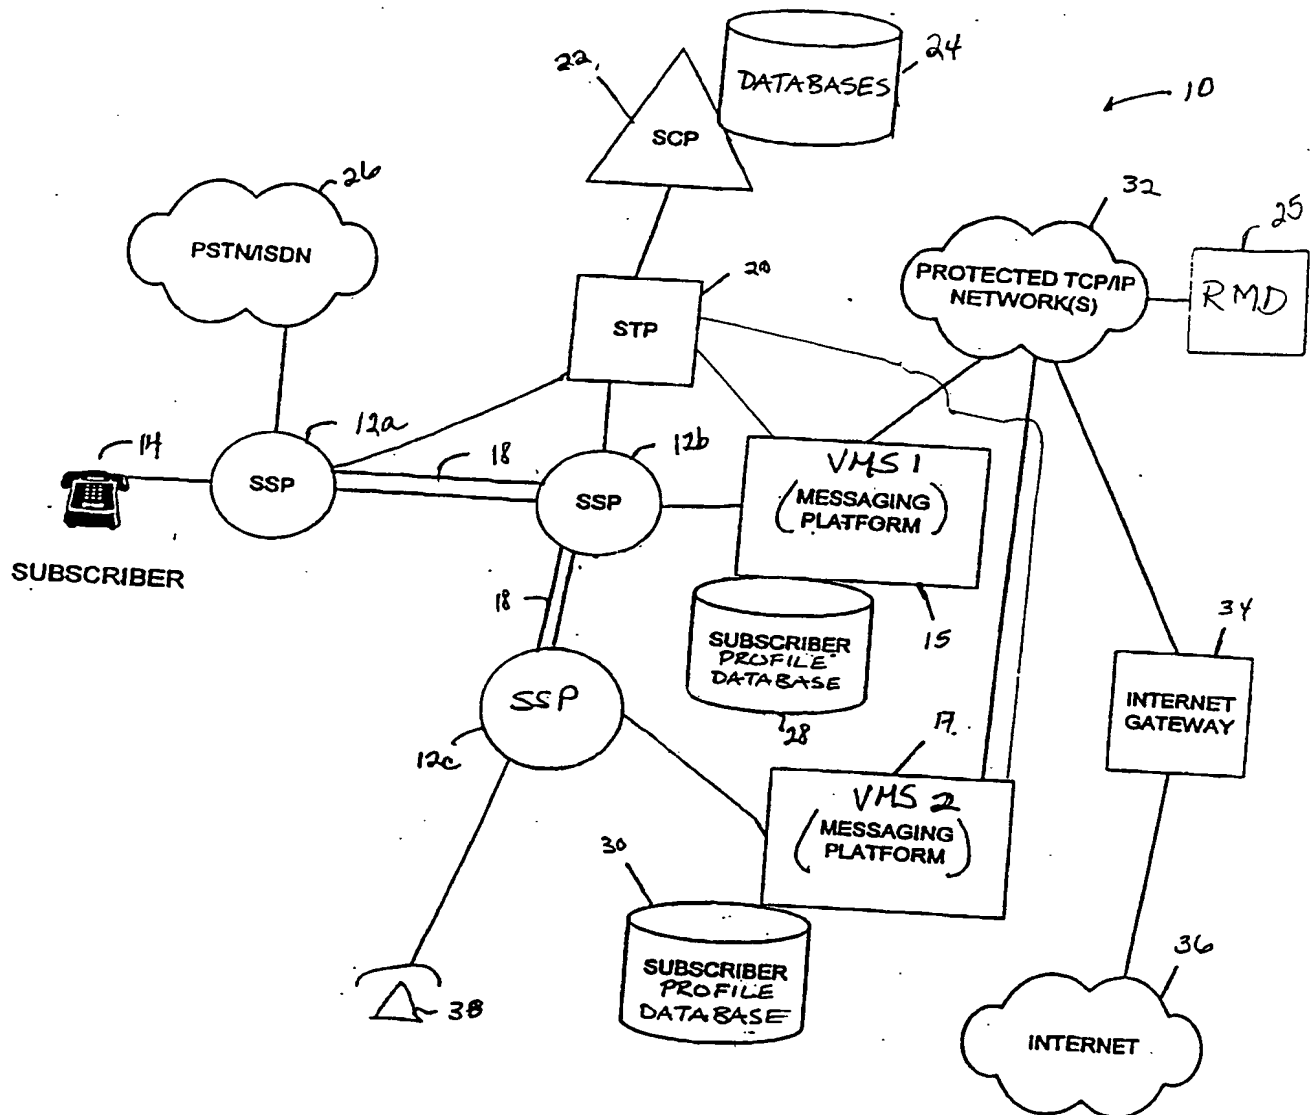 22
24
DATABASES
10
SCP
26
32
25
PSTN/ISDN
20
PROTECTED TCP/IP
NETWORK(S)
RMD
STP
12a
12b
14
18
SSP
SSP
VMS 1
(MESSAGING
PLATFORM)
SUBSCRIBER
18
15
34
SUBSCRIBER
PROFILE
DATABASE
SSP
28
17
INTERNET
GATEWAY
12c
VMS 2
(MESSAGING
PLATFORM)
30
36
SUBSCRIBER
PROFILE
DATABASE
38
INTERNET